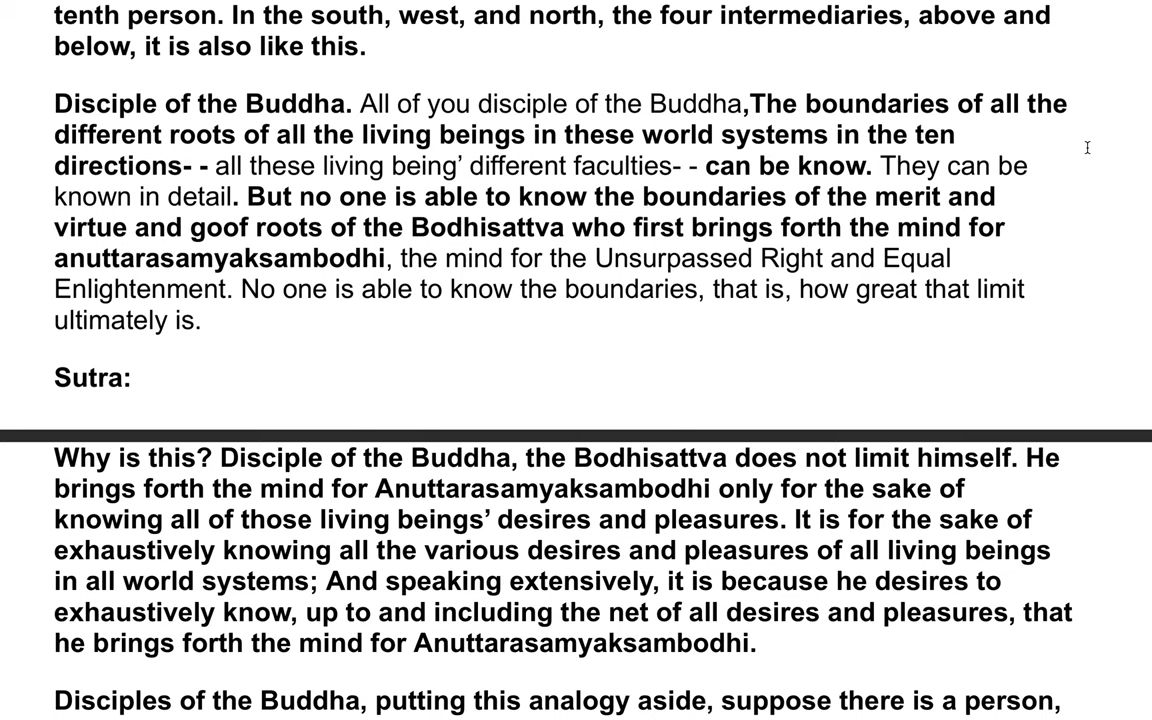 tenth person. In the south, west, and north, the four intermediaries, above and
below, it is also like this.
Disciple of the Buddha. All of you disciple of the Buddha,The boundaries of all the
different roots of all the living beings in these world systems in the ten
directions- - all these living being’ different faculties- - can be know. They can be
known in detail. But no one is able to know the boundaries of the merit and
virtue and goof roots of the Bodhisattva who first brings forth the mind for
anuttarasamyaksambodhi, the mind for the Unsurpassed Right and Equal
Enlightenment. No one is able to know the boundaries, that is, how great that limit
ultimately is.
Sutra:
Why is this? Disciple of the Buddha, the Bodhisattva does not limit himself. He
brings forth the mind for Anuttarasamyaksambodhi only for the sake of
knowing all of those living beings’ desires and pleasures. It is for the sake of
exhaustively knowing all the various desires and pleasures of all living beings
in all world systems; And speaking extensively, it is because he desires to
exhaustively know, up to and including the net of all desires and pleasures, that
he brings forth the mind for Anuttarasamyaksambodhi.
Disciples of the Buddha, putting this analogy aside, suppose there is a person,